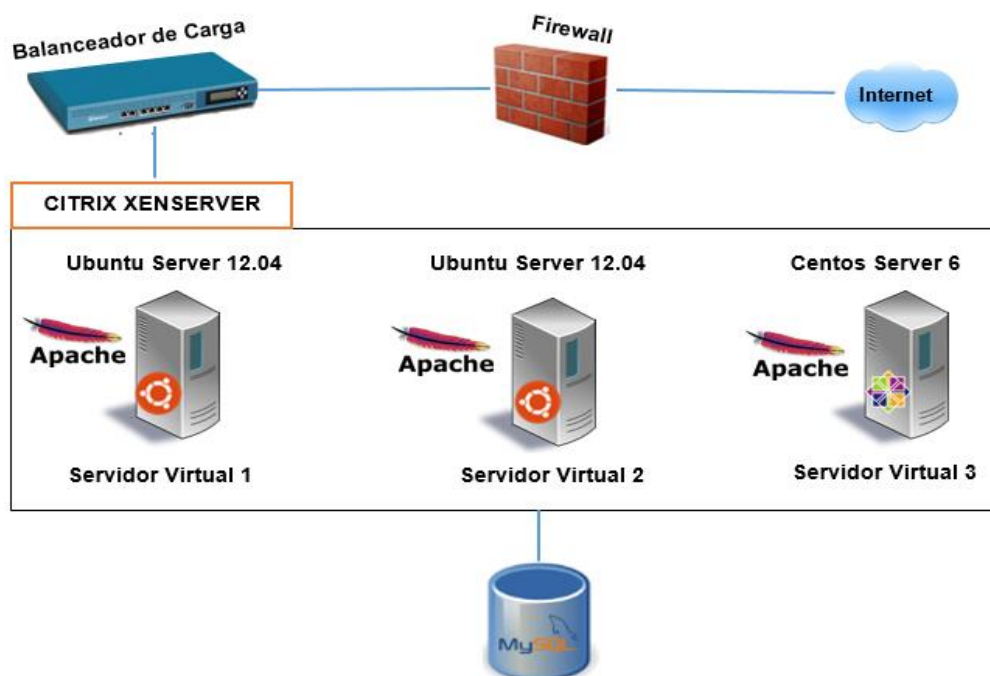 Balanceador de Carga
Firewall
Internet
CITRIX XENSERVER
Ubuntu Server 12.04
Ubuntu Server 12.04
Centos Server 6
Apache
Apache
Apache
Servidor Virtual 1
Servidor Virtual 2
Servidor Virtual 3
MySQL